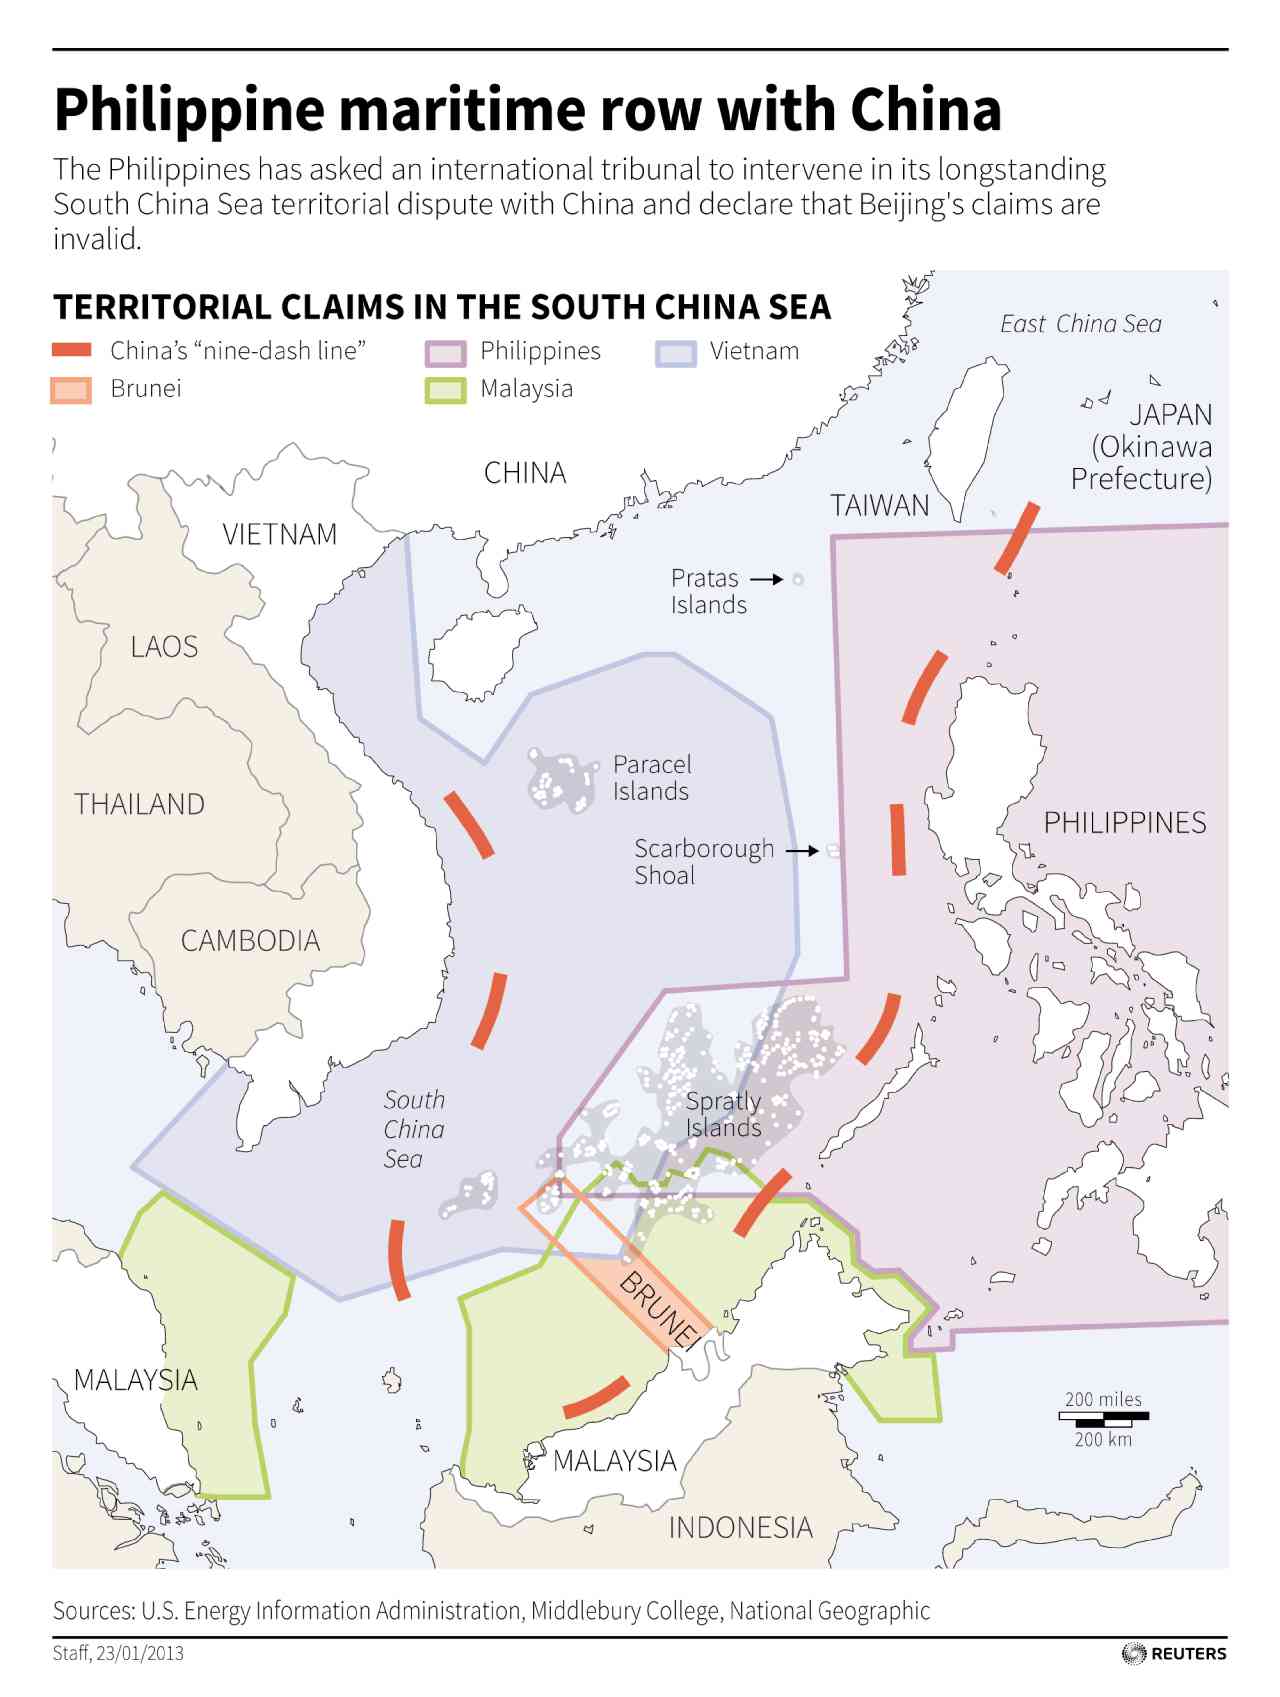 Philippine maritime row with China
The Philippines has asked an international tribunal to intervene in its longstanding
South China Sea territorial dispute with China and declare that Beijing's claims are
invalid.
TERRITORIAL CLAIMS IN THE SOUTH CHINA SEA
China’s “nine-dash line”
Philippines
Vietnam
Brunei
Malaysia
East China Sea
JAPAN
(Okinawa
Prefecture)
CHINA
TAIWAN
VIETNAM
Pratas
Islands
LAOS
Paracel
Islands
THAILAND
PHILIPPINES
Scarborough
Shoal
CAMBODIA
South
China
Sea
Spratly
Islands
BRUNEI
MALAYSIA
200 miles
200 km
MALAYSIA
INDONESIA
Sources: U.S. Energy Information Administration, Middlebury College, National Geographic
Staff, 23/01/2013
REUTERS